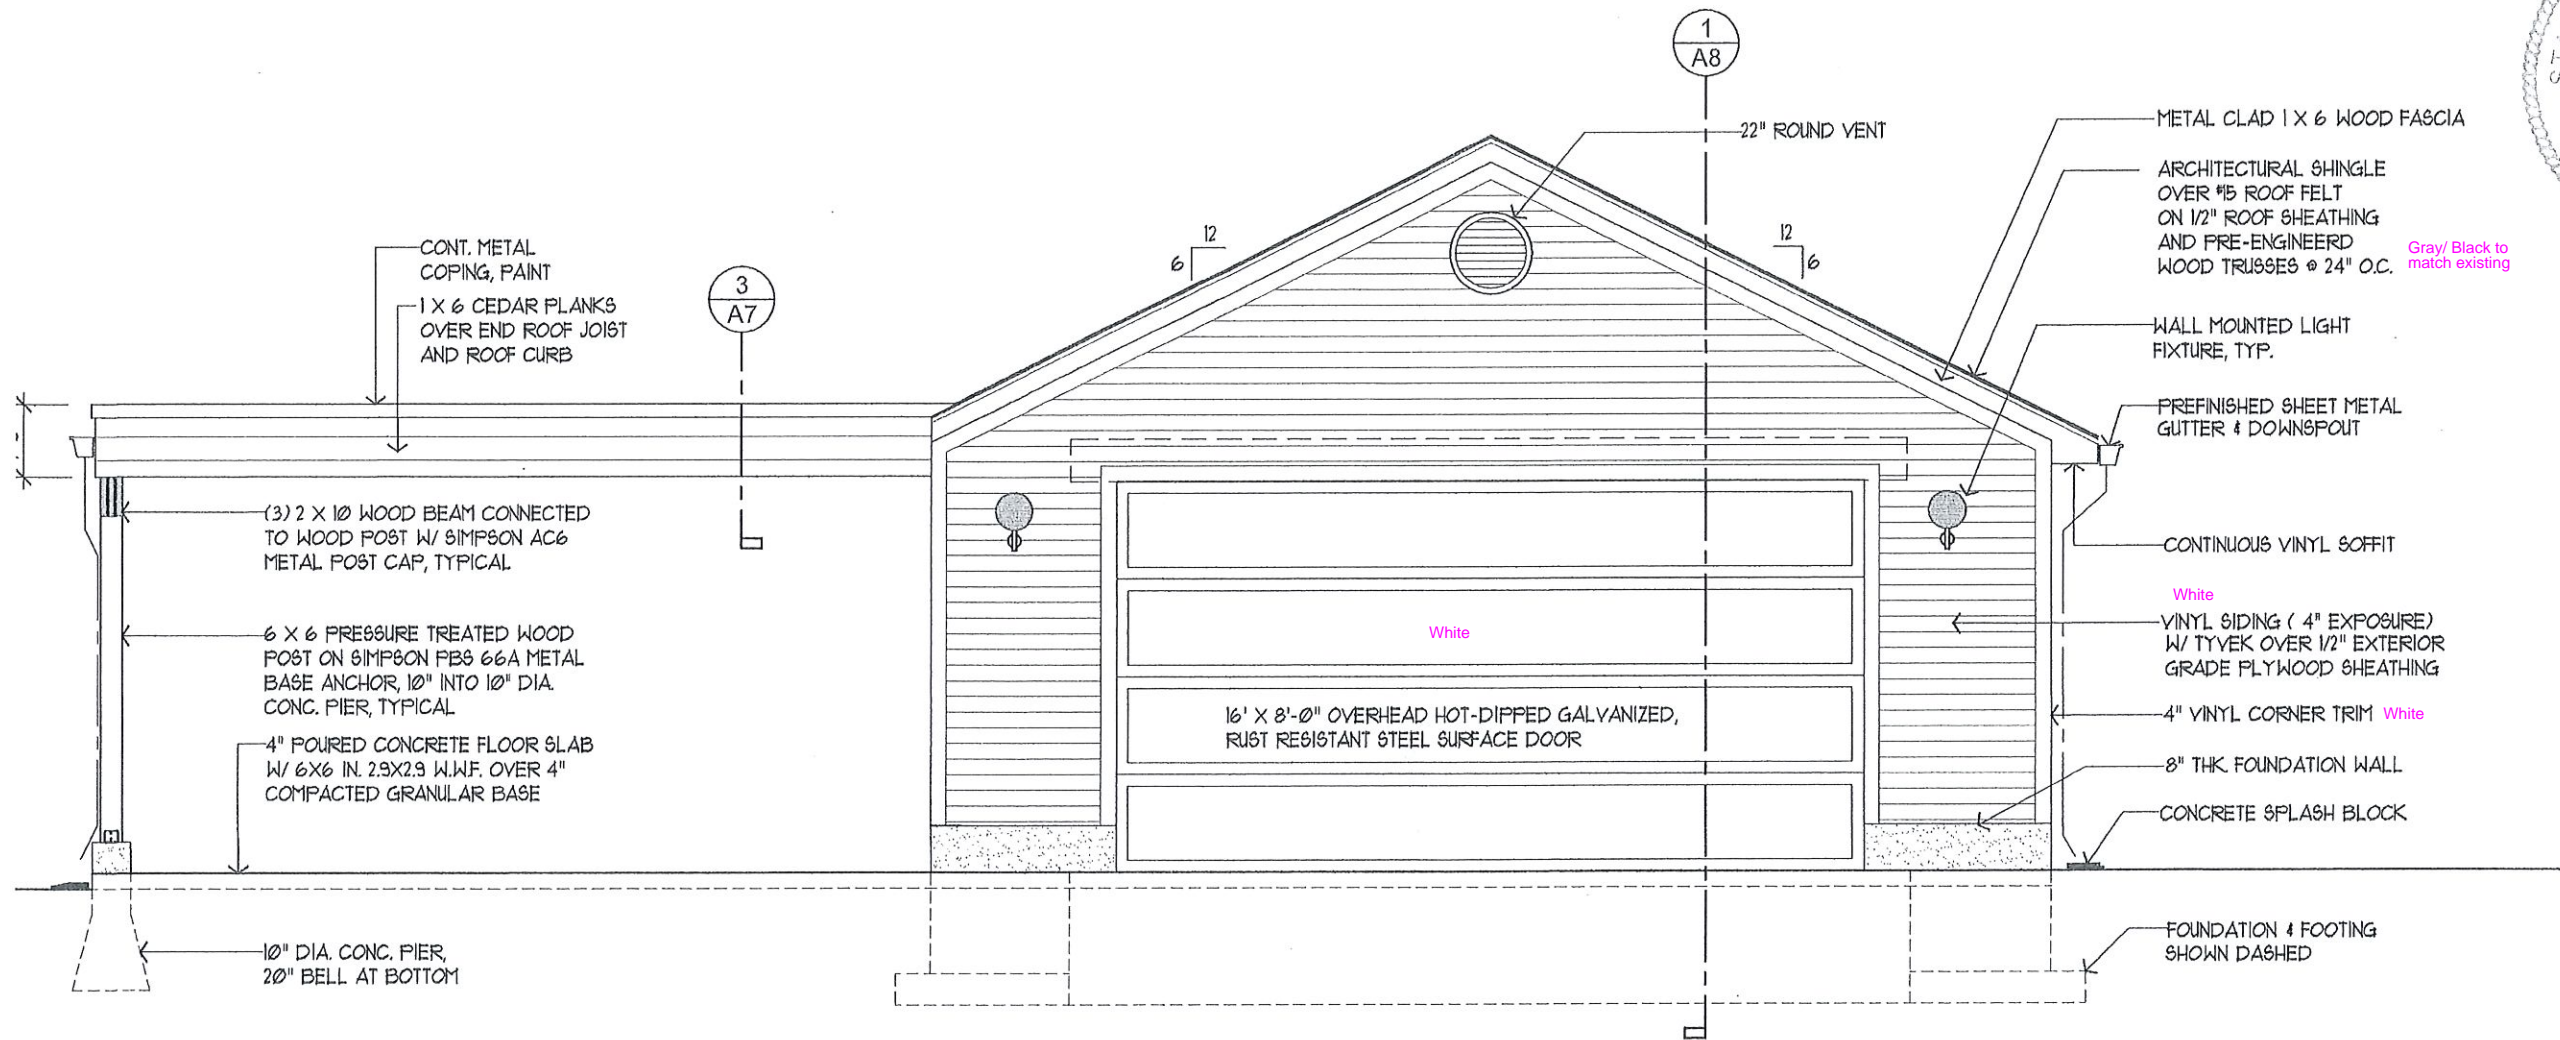 1
A8
22" ROUND VENT
METAL CLAD 1 X 6 WOOD FASCIA
ARCHITECTURAL SHINGLE
OVER #15 ROOF FELT
ON 1/2" ROOF SHEATHING
AND PRE-ENGINEERD
WOOD TRUSSES @ 24" O.C.
Gray/ Black to
match existing
12
6
12
6
CONT. METAL
COPING, PAINT
1 X 6 CEDAR PLANKS
OVER END ROOF JOIST
AND ROOF CURB
3
A7
WALL MOUNTED LIGHT
FIXTURE, TYP.
PREFINISHED SHEET METAL
GUTTER & DOWNSPOUT
(3) 2 X 10 WOOD BEAM CONNECTED
TO WOOD POST W/ SIMPSON AC6
METAL POST CAP, TYPICAL
CONTINUOUS VINYL SOFFIT
White
VINYL SIDING ( 4" EXPOSURE)
W/ TYVEK OVER 1/2" EXTERIOR
GRADE PLYWOOD SHEATHING
6 X 6 PRESSURE TREATED WOOD
POST ON SIMPSON PBS 66A METAL
BASE ANCHOR, 10" INTO 10" DIA.
CONC. PIER, TYPICAL
White
16' X 8'-0" OVERHEAD HOT-DIPPED GALVANIZED,
RUST RESISTANT STEEL SURFACE DOOR
4" VINYL CORNER TRIM White
4" POURED CONCRETE FLOOR SLAB
W/ 6X6 IN. 2.9X2.9 W.W.F. OVER 4"
COMPACTED GRANULAR BASE
8" THK. FOUNDATION WALL
CONCRETE SPLASH BLOCK
10" DIA. CONC. PIER,
20" BELL AT BOTTOM
FOUNDATION & FOOTING
SHOWN DASHED